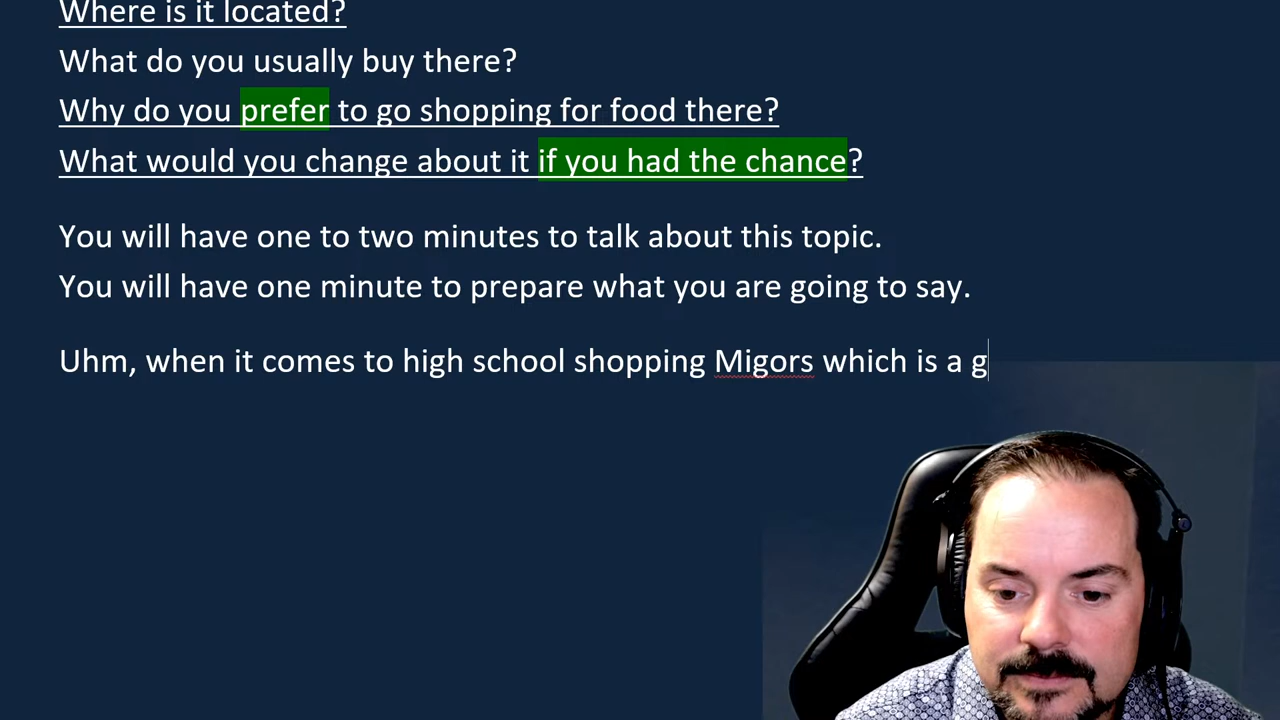 Where is it located?
What do you usually buy there?
Why do you prefer to go shopping for food there?
What would you change about it if you had the chance?
You will have one to two minutes to talk about this topic.
You will have one minute to prepare what you are going to say.
Uhm, when it comes to high school shopping Migors which is a g